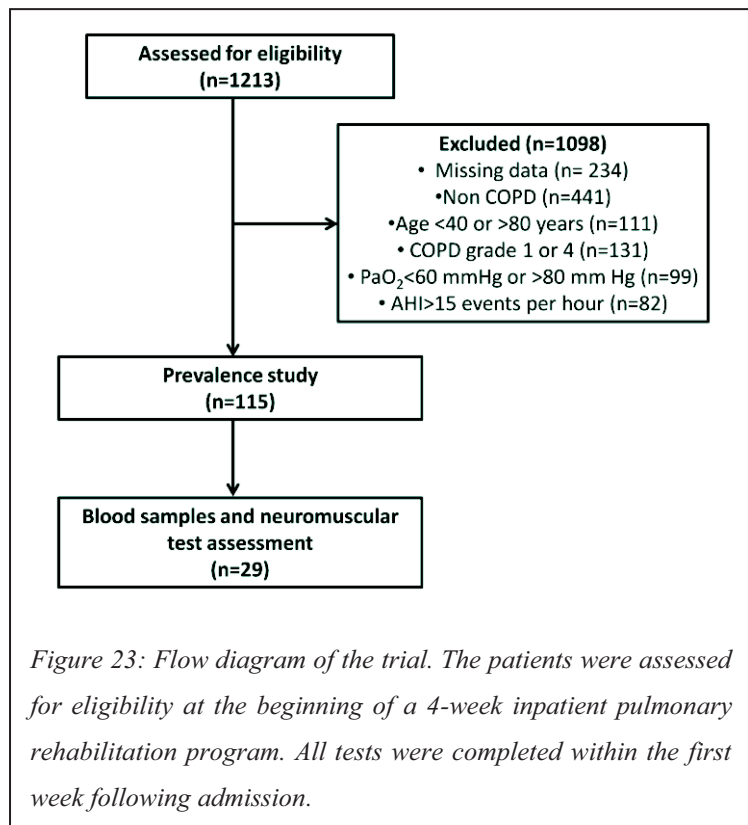 Assessed for eligibility
(n=1213)
Excluded (n=1098)
• Missing data (n= 234)
•Non COPD (n=441)
•Age <40 or >80 years (n=111)
• COPD grade 1 or 4 (n=131)
• PaO₂<60 mmHg or >80 mm Hg (n=99)
• AHI>15 events per hour (n=82)
Prevalence study
(n=115)
Blood samples and neuromuscular
test assessment
(n=29)
Figure 23: Flow diagram of the trial. The patients were assessed
for eligibility at the beginning of a 4-week inpatient pulmonary
rehabilitation program. All tests were completed within the first
week following admission.